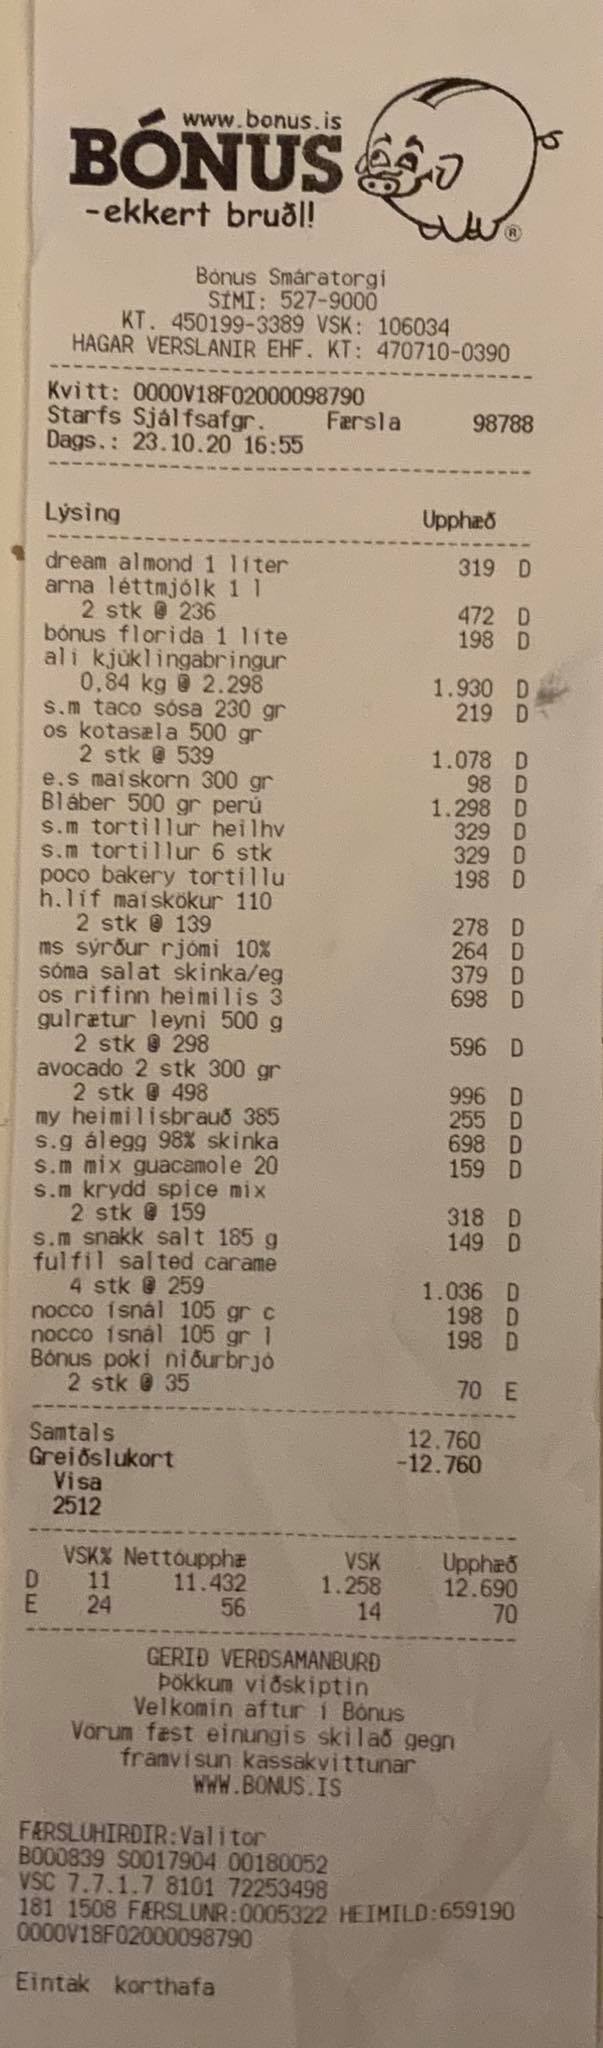 www.bonus.is
BÓNUS
-ekkert bruðl!
®
Bónus Smáratorgi
SÍMI: 527-9000
KT. 450199-3389 VSK: 106034
HAGAR VERSLANIR EHF. KT: 470710-0390
Kvitt: 0000V18F02000098790
Starfs Sjálfsafgr. Færsla 98788
Dags.: 23.10.20 16:55
Lýsing Upphæð
dream almond 1 líter 319 D
arna léttmjólk 1 l
2 stk @ 236 472 D
bónus florida 1 líte 198 D
ali kjúklingabringur
0,84 kg @ 2.298 1.930 D
s.m taco sósa 230 gr 219 D
os kotasæla 500 gr
2 stk @ 539 1.078 D
e.s maískorn 300 gr 98 D
Bláber 500 gr perú 1.298 D
s.m tortillur heilhv 329 D
s.m tortillur 6 stk 329 D
poco bakery tortillu 198 D
h.líf maískökur 110
2 stk @ 139 278 D
ms sýrður rjómi 10% 264 D
sóma salat skinka/eg 379 D
os rifinn heimilis 3 698 D
gulrætur leyni 500 g
2 stk @ 298 596 D
avocado 2 stk 300 gr
2 stk @ 498 996 D
my heimilisbrauð 385 255 D
s.g álegg 98% skinka 698 D
s.m mix guacamole 20 159 D
s.m krydd spice mix
2 stk @ 159 318 D
s.m snakk salt 185 g 149 D
fulfil salted carame
4 stk @ 259 1.036 D
nocco ísnál 105 gr c 198 D
nocco ísnál 105 gr l 198 D
Bónus poki niðurbrjó
2 stk @ 35 70 E
Samtals 12.760
Greiðslukort -12.760
Visa
2512
VSK% Nettóupphæ VSK Upphæð
D 11 11.432 1.258 12.690
E 24 56 14 70
GERIÐ VERÐSAMANBURÐ
Þökkum viðskiptin
Velkomin aftur í Bónus
Vörum fæst einungis skilað gegn
framvísun kassakvittunar
WWW.BONUS.IS
FÆRSLUHIRÐIR:Valitor
B000839 S0017904 00180052
VSC 7.7.1.7 8101 72253498
181 1508 FÆRSLUNR:0005322 HEIMILD:659190
0000V18F02000098790
Eintak korthafa